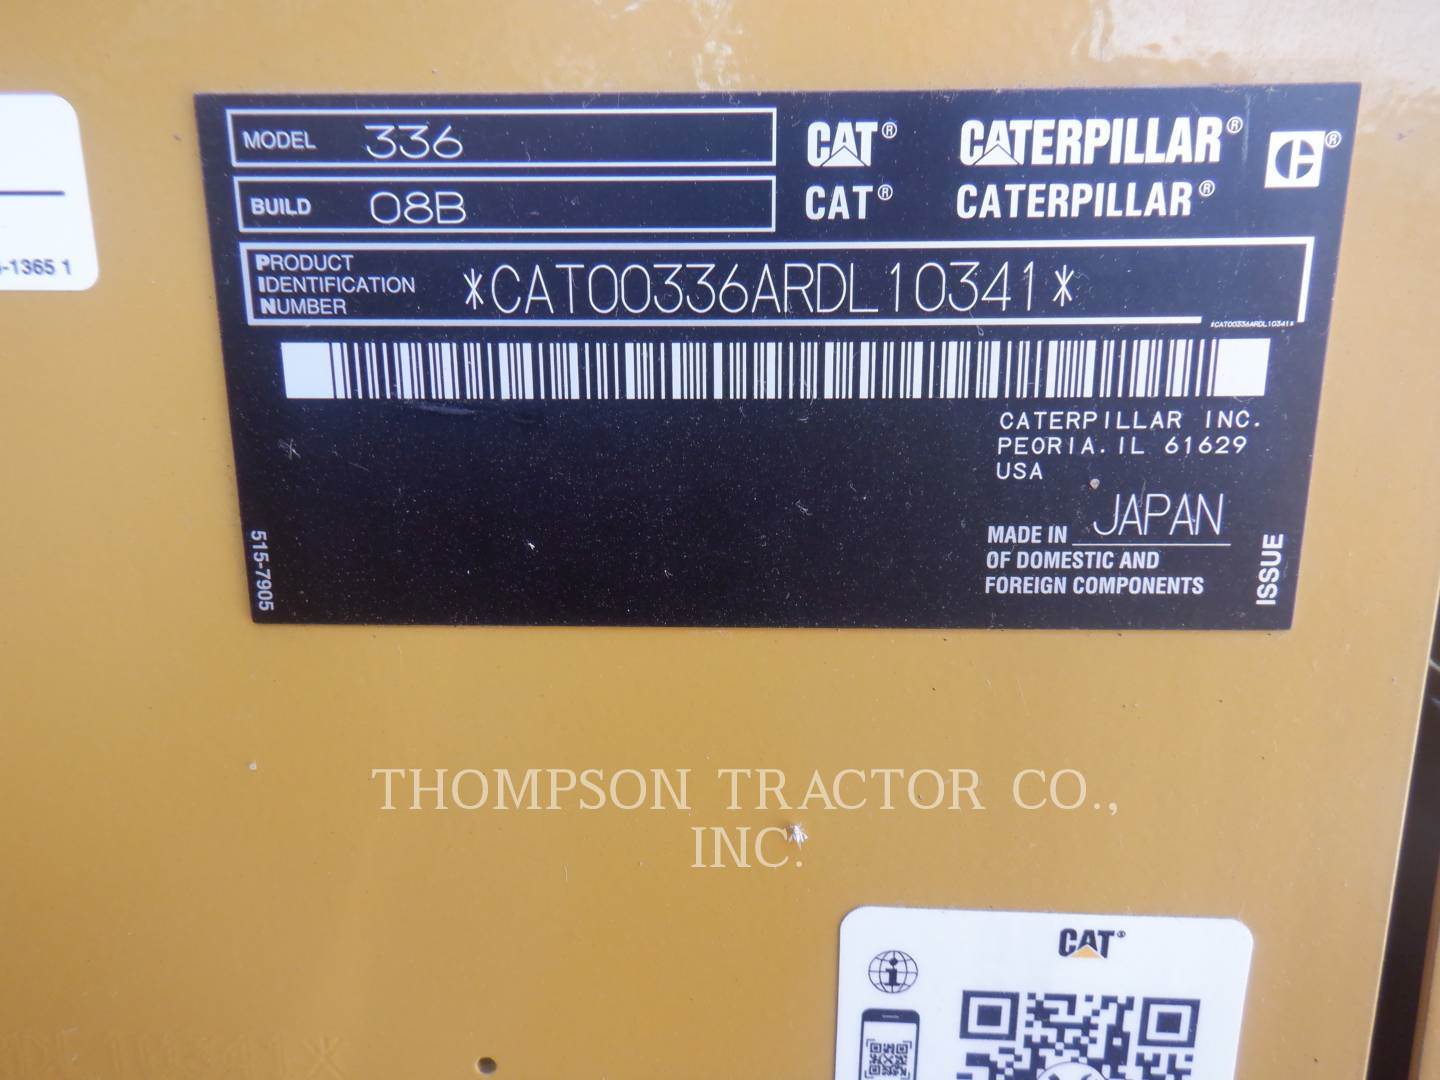 MODEL 336
CAT® CATERPILLAR® ®
BUILD 08B
CAT® CATERPILLAR®
PRODUCT
IDENTIFICATION
NUMBER
*CAT00336ARDL10341*
*CAT00336ARDL10341*
CATERPILLAR INC.
PEORIA. IL 61629
USA
MADE IN JAPAN
OF DOMESTIC AND
FOREIGN COMPONENTS
ISSUE
515-7905
-1365 1
THOMPSON TRACTOR CO.,
INC.
CAT®